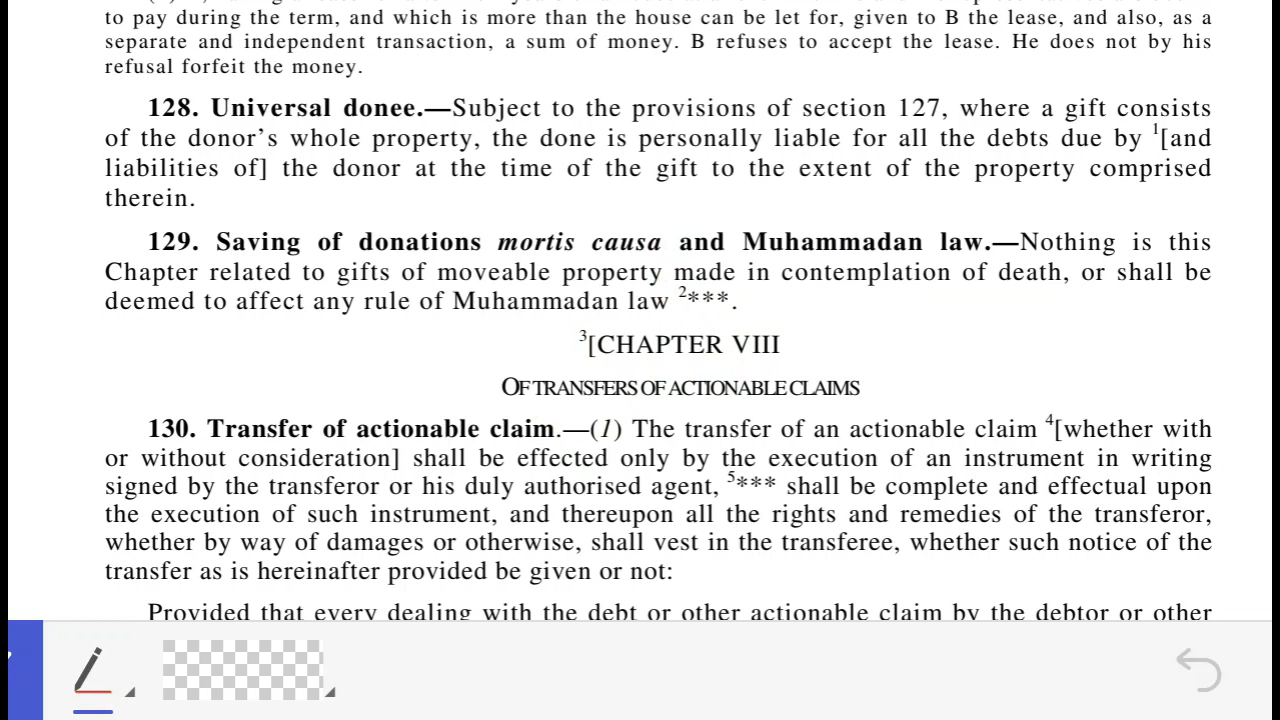 to pay during the term, and which is more than the house can be let for, given to B the lease, and also, as a
separate and independent transaction, a sum of money. B refuses to accept the lease. He does not by his
refusal forfeit the money.
128. Universal donee.—Subject to the provisions of section 127, where a gift consists
of the donor's whole property, the done is personally liable for all the debts due by 1[and
liabilities of] the donor at the time of the gift to the extent of the property comprised
therein.
129. Saving of donations mortis causa and Muhammadan law.—Nothing is this
Chapter related to gifts of moveable property made in contemplation of death, or shall be
deemed to affect any rule of Muhammadan law 2***.
3[CHAPTER VIII
OF TRANSFERS OF ACTIONABLE CLAIMS
130. Transfer of actionable claim.—(1) The transfer of an actionable claim 4[whether with
or without consideration] shall be effected only by the execution of an instrument in writing
signed by the transferor or his duly authorised agent, 5*** shall be complete and effectual upon
the execution of such instrument, and thereupon all the rights and remedies of the transferor,
whether by way of damages or otherwise, shall vest in the transferee, whether such notice of the
transfer as is hereinafter provided be given or not:
Provided that every dealing with the debt or other actionable claim by the debtor or other